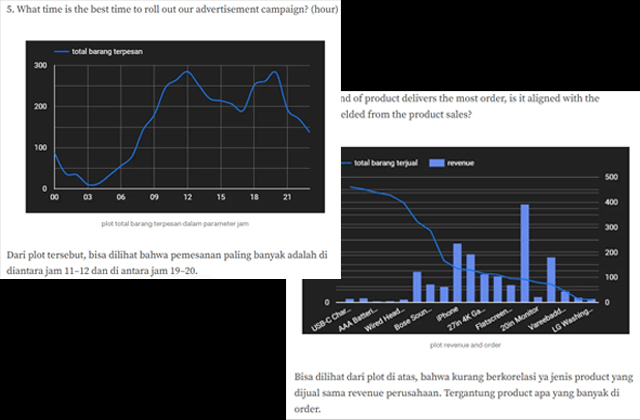 5. What time is the best time to roll out our advertisement campaign? (hour)
total barang terpesan
300
200
100
0
00 03 06 09 12 15 18 21
plot total barang terpesan dalam parameter jam
Dari plot tersebut, bisa dilihat bahwa pemesanan paling banyak adalah di
diantara jam 11–12 dan di antara jam 19–20.
nd of product delivers the most order, is it aligned with the
elded from the product sales?
total barang terjual revenue
500
400
300
200
100
0
0
USB-C Char...
AAA Batteri...
Wired Head...
Bose Soun...
iPhone
27in 4K Ga...
Flatscreen...
20in Monitor
Vareebadd...
LG Washing...
plot revenue and order
Bisa dilihat dari plot di atas, bahwa kurang berkorelasi ya jenis product yang
dijual sama revenue perusahaan. Tergantung product apa yang banyak di
order.